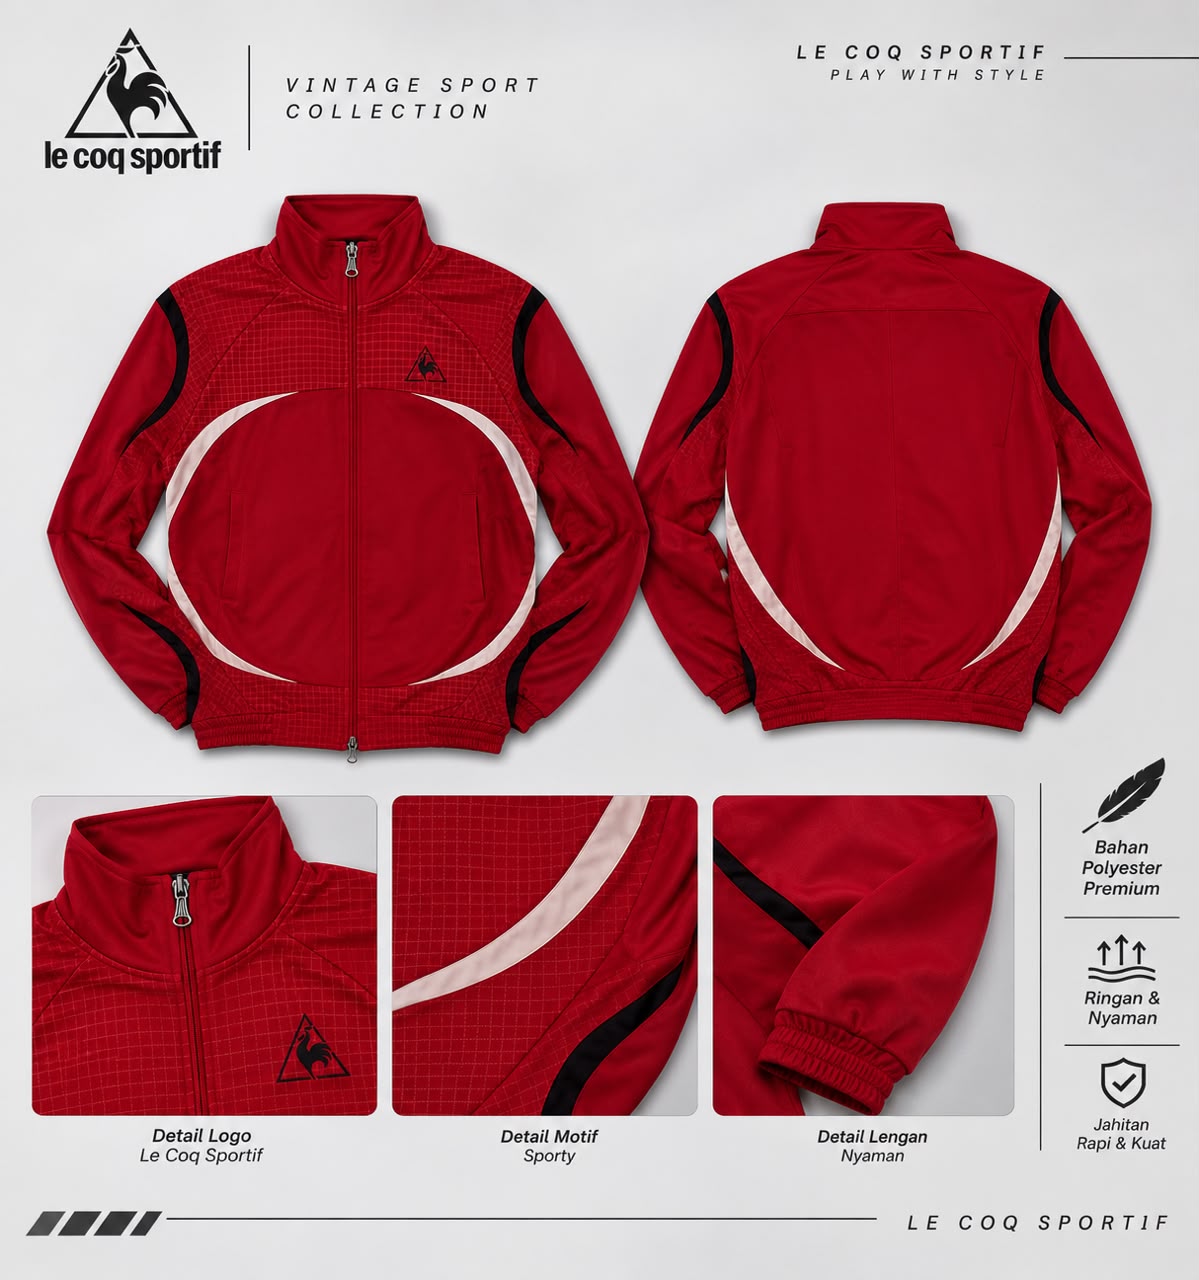 le coq sportif
VINTAGE SPORT
COLLECTION
LE COQ SPORTIF
PLAY WITH STYLE
Bahan
Polyester
Premium
Ringan &
Nyaman
Jahitan
Rapi & Kuat
Detail Logo
Le Coq Sportif
Detail Motif
Sporty
Detail Lengan
Nyaman
LE COQ SPORTIF